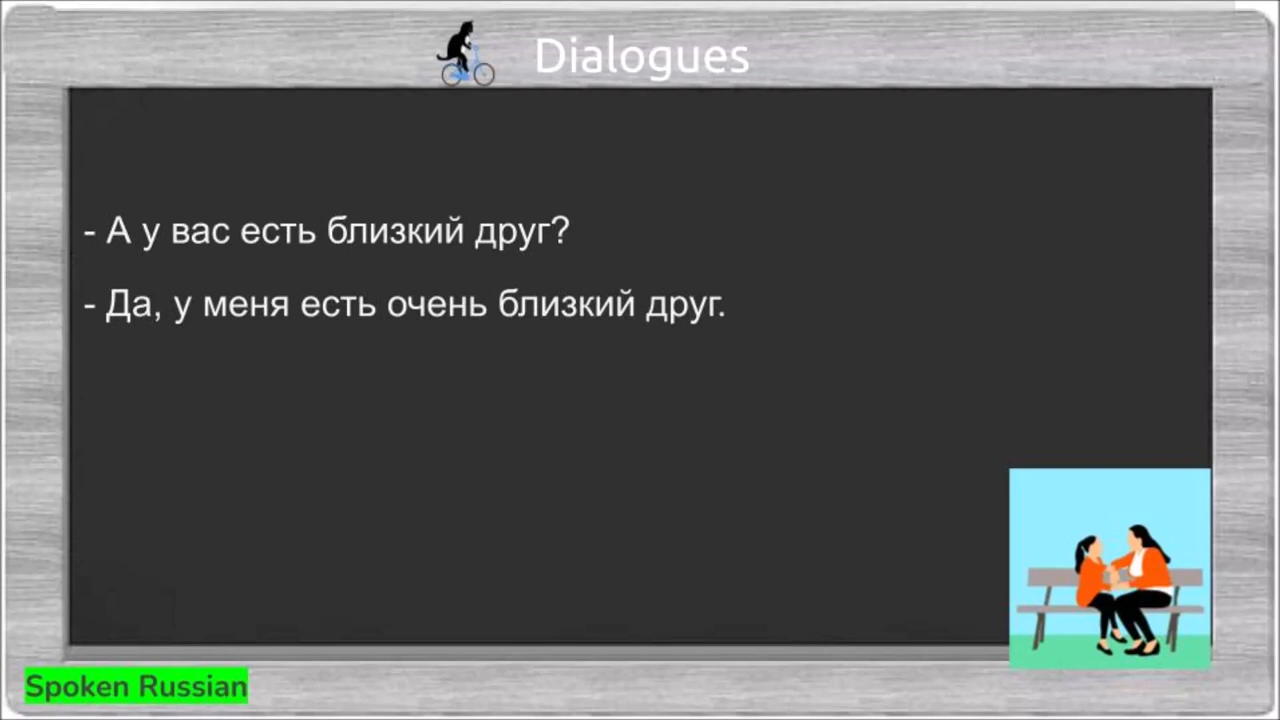 Dialogues
- А у вас есть близкий друг?
- Да, у меня есть очень близкий друг.
Spoken Russian